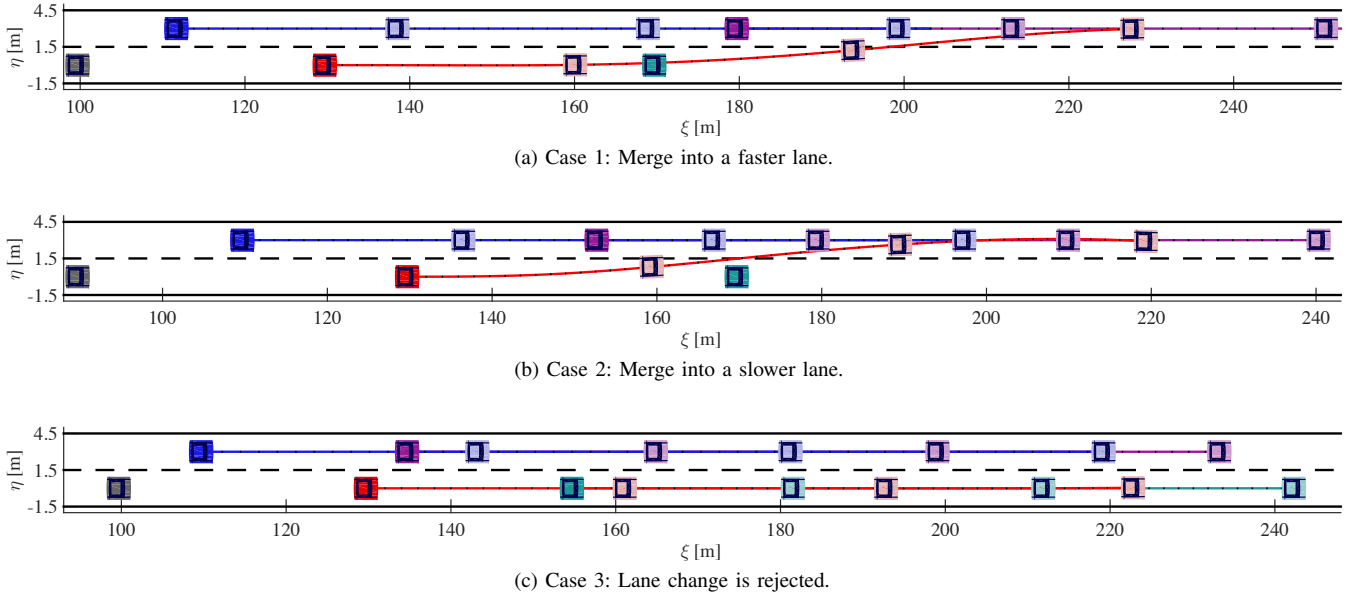 4.5
1.5
-1.5
η [m]
100 120 140 160 180 200 220 240
ξ [m]
(a) Case 1: Merge into a faster lane.
4.5
1.5
-1.5
η [m]
100 120 140 160 180 200 220 240
ξ [m]
(b) Case 2: Merge into a slower lane.
4.5
1.5
-1.5
η [m]
100 120 140 160 180 200 220 240
ξ [m]
(c) Case 3: Lane change is rejected.